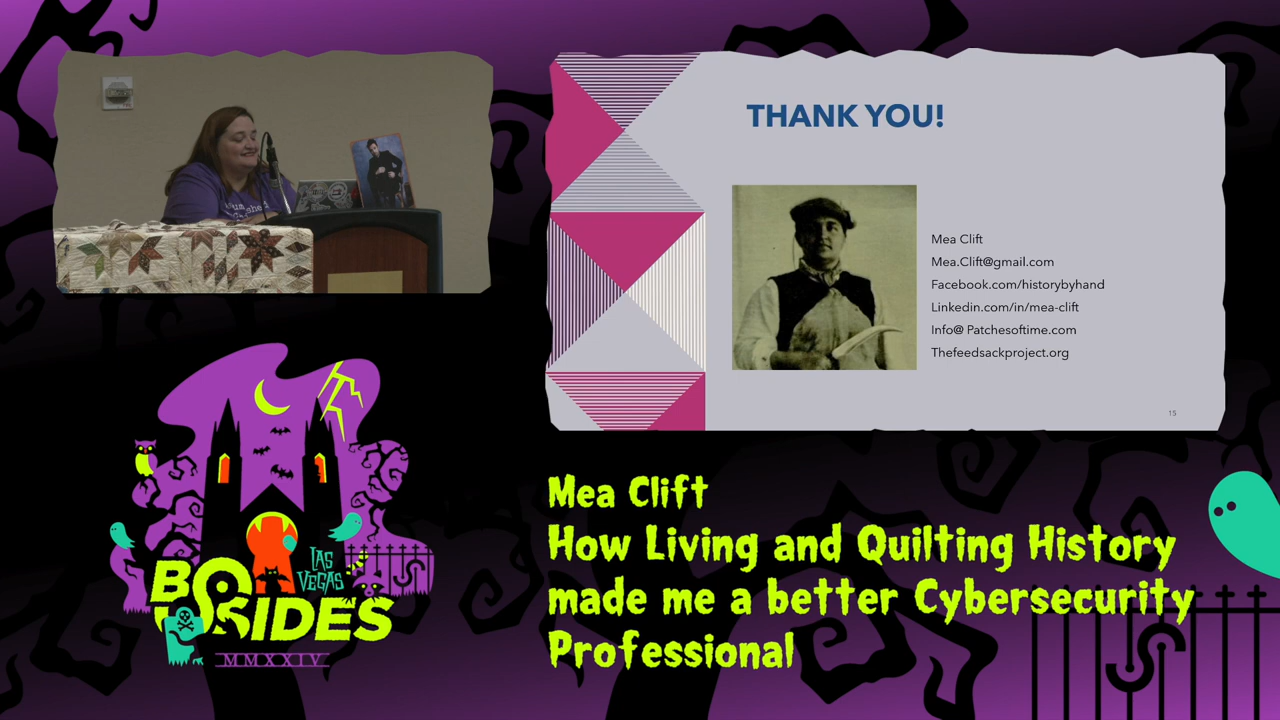 THANK YOU!
Mea Clift
Mea.Clift@gmail.com
Facebook.com/historybyhand
Linkedin.com/in/mea-clift
Info@ Patchesoftime.com
Thefeedsackproject.org
15
BSIDES
LAS
VEGAS
MMXXIV
Mea Clift
How Living and Quilting History
made me a better Cybersecurity
Professional